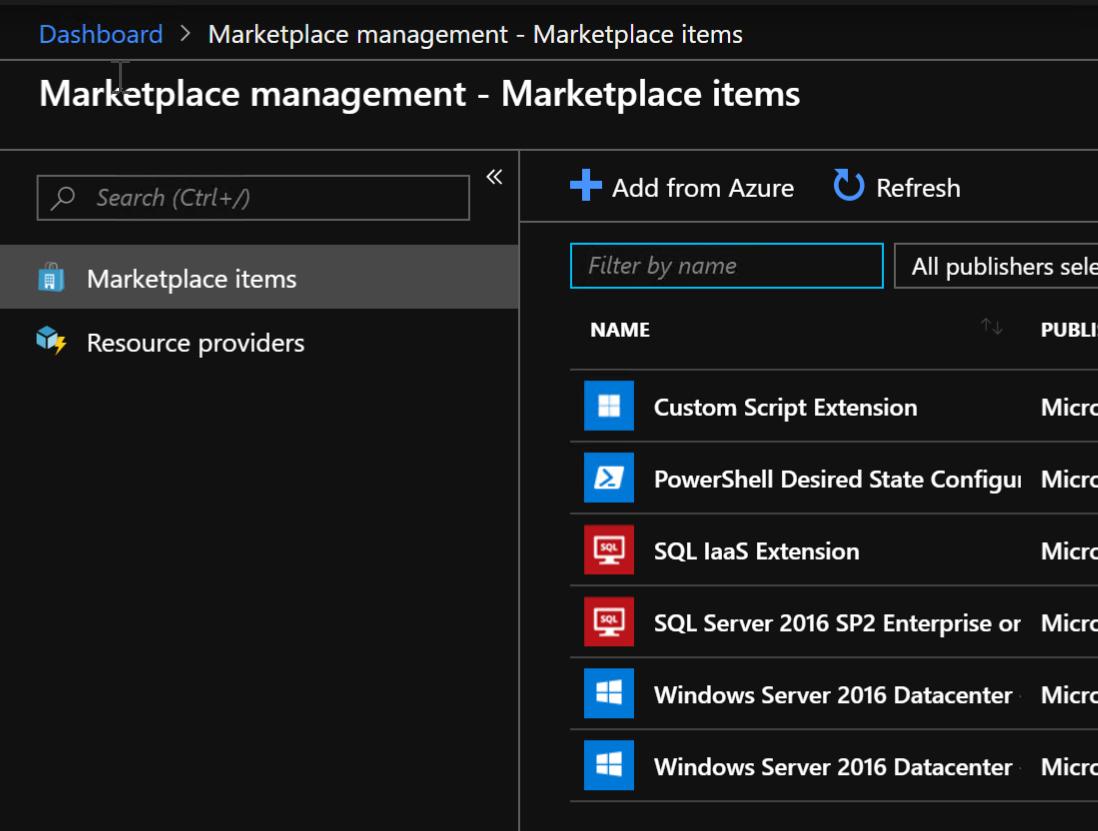 Dashboard > Marketplace management - Marketplace items
Marketplace management - Marketplace items
Search (Ctrl+/)
«
Marketplace items
Resource providers
Add from Azure
Refresh
Filter by name
All publishers sele
NAME
PUBLI
Custom Script Extension
Micro
PowerShell Desired State Configu
Micro
SQL
SQL IaaS Extension
Micro
SQL
SQL Server 2016 SP2 Enterprise or
Micro
Windows Server 2016 Datacenter
Micro
Windows Server 2016 Datacenter
Micro